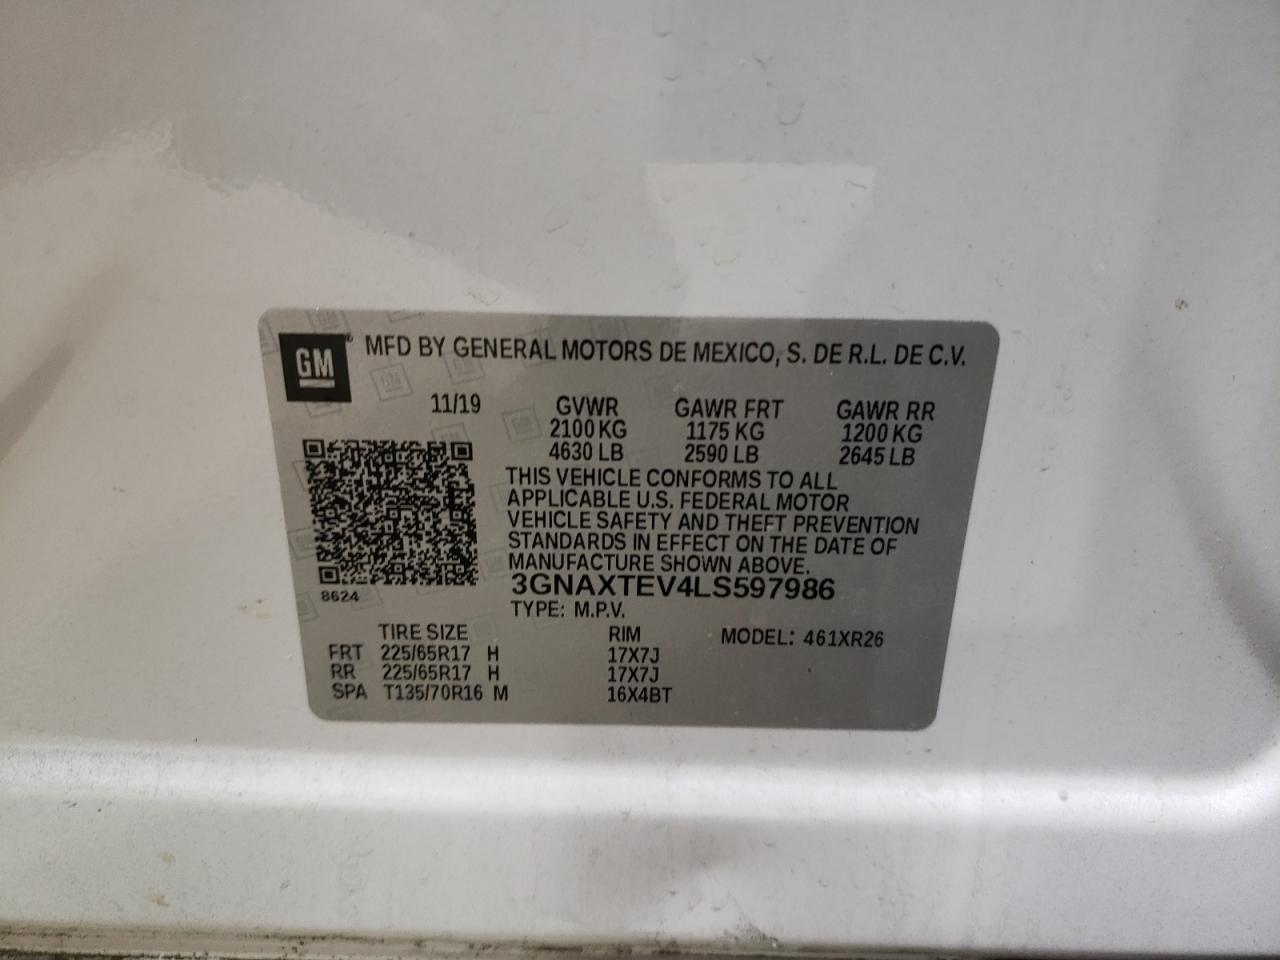 GM® MFD BY GENERAL MOTORS DE MEXICO, S. DE R.L. DE C.V.
11/19 GVWR GAWR FRT GAWR RR
2100 KG 1175 KG 1200 KG
4630 LB 2590 LB 2645 LB
THIS VEHICLE CONFORMS TO ALL
APPLICABLE U.S. FEDERAL MOTOR
VEHICLE SAFETY AND THEFT PREVENTION
STANDARDS IN EFFECT ON THE DATE OF
MANUFACTURE SHOWN ABOVE.
3GNAXTEV4LS597986
8624
TYPE: M.P.V.
TIRE SIZE RIM MODEL: 461XR26
FRT 225/65R17 H 17X7J
RR 225/65R17 H 17X7J
SPA T135/70R16 M 16X4BT